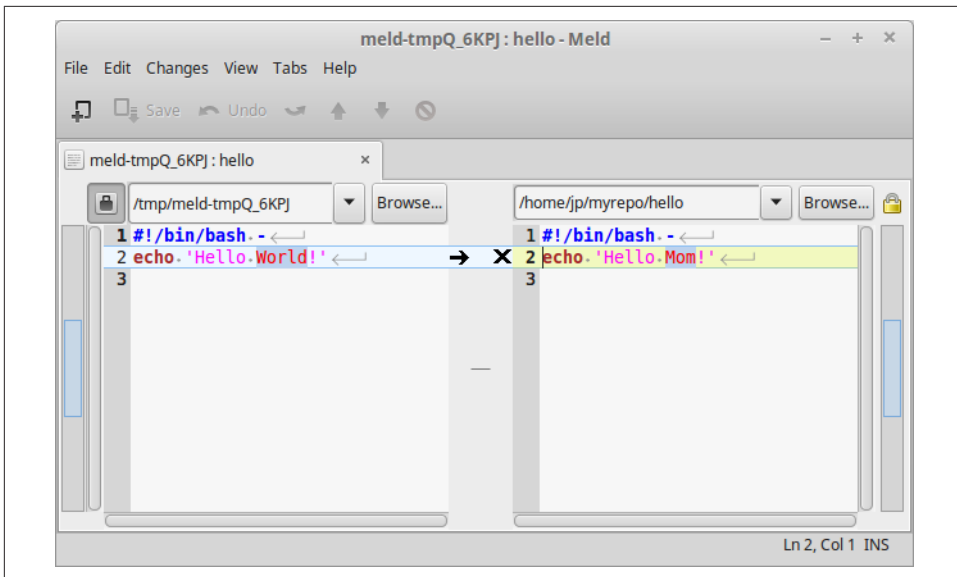 meld-tmpQ_6KPJ : hello - Meld
File Edit Changes View Tabs Help
Save Undo
meld-tmpQ_6KPJ : hello
/tmp/meld-tmpQ_6KPJ Browse... /home/jp/myrepo/hello Browse...
1 #!/bin/bash - 1 #!/bin/bash -
2 echo 'Hello World!' 2 echo 'Hello Mom!'
3 3
Ln 2, Col 1 INS